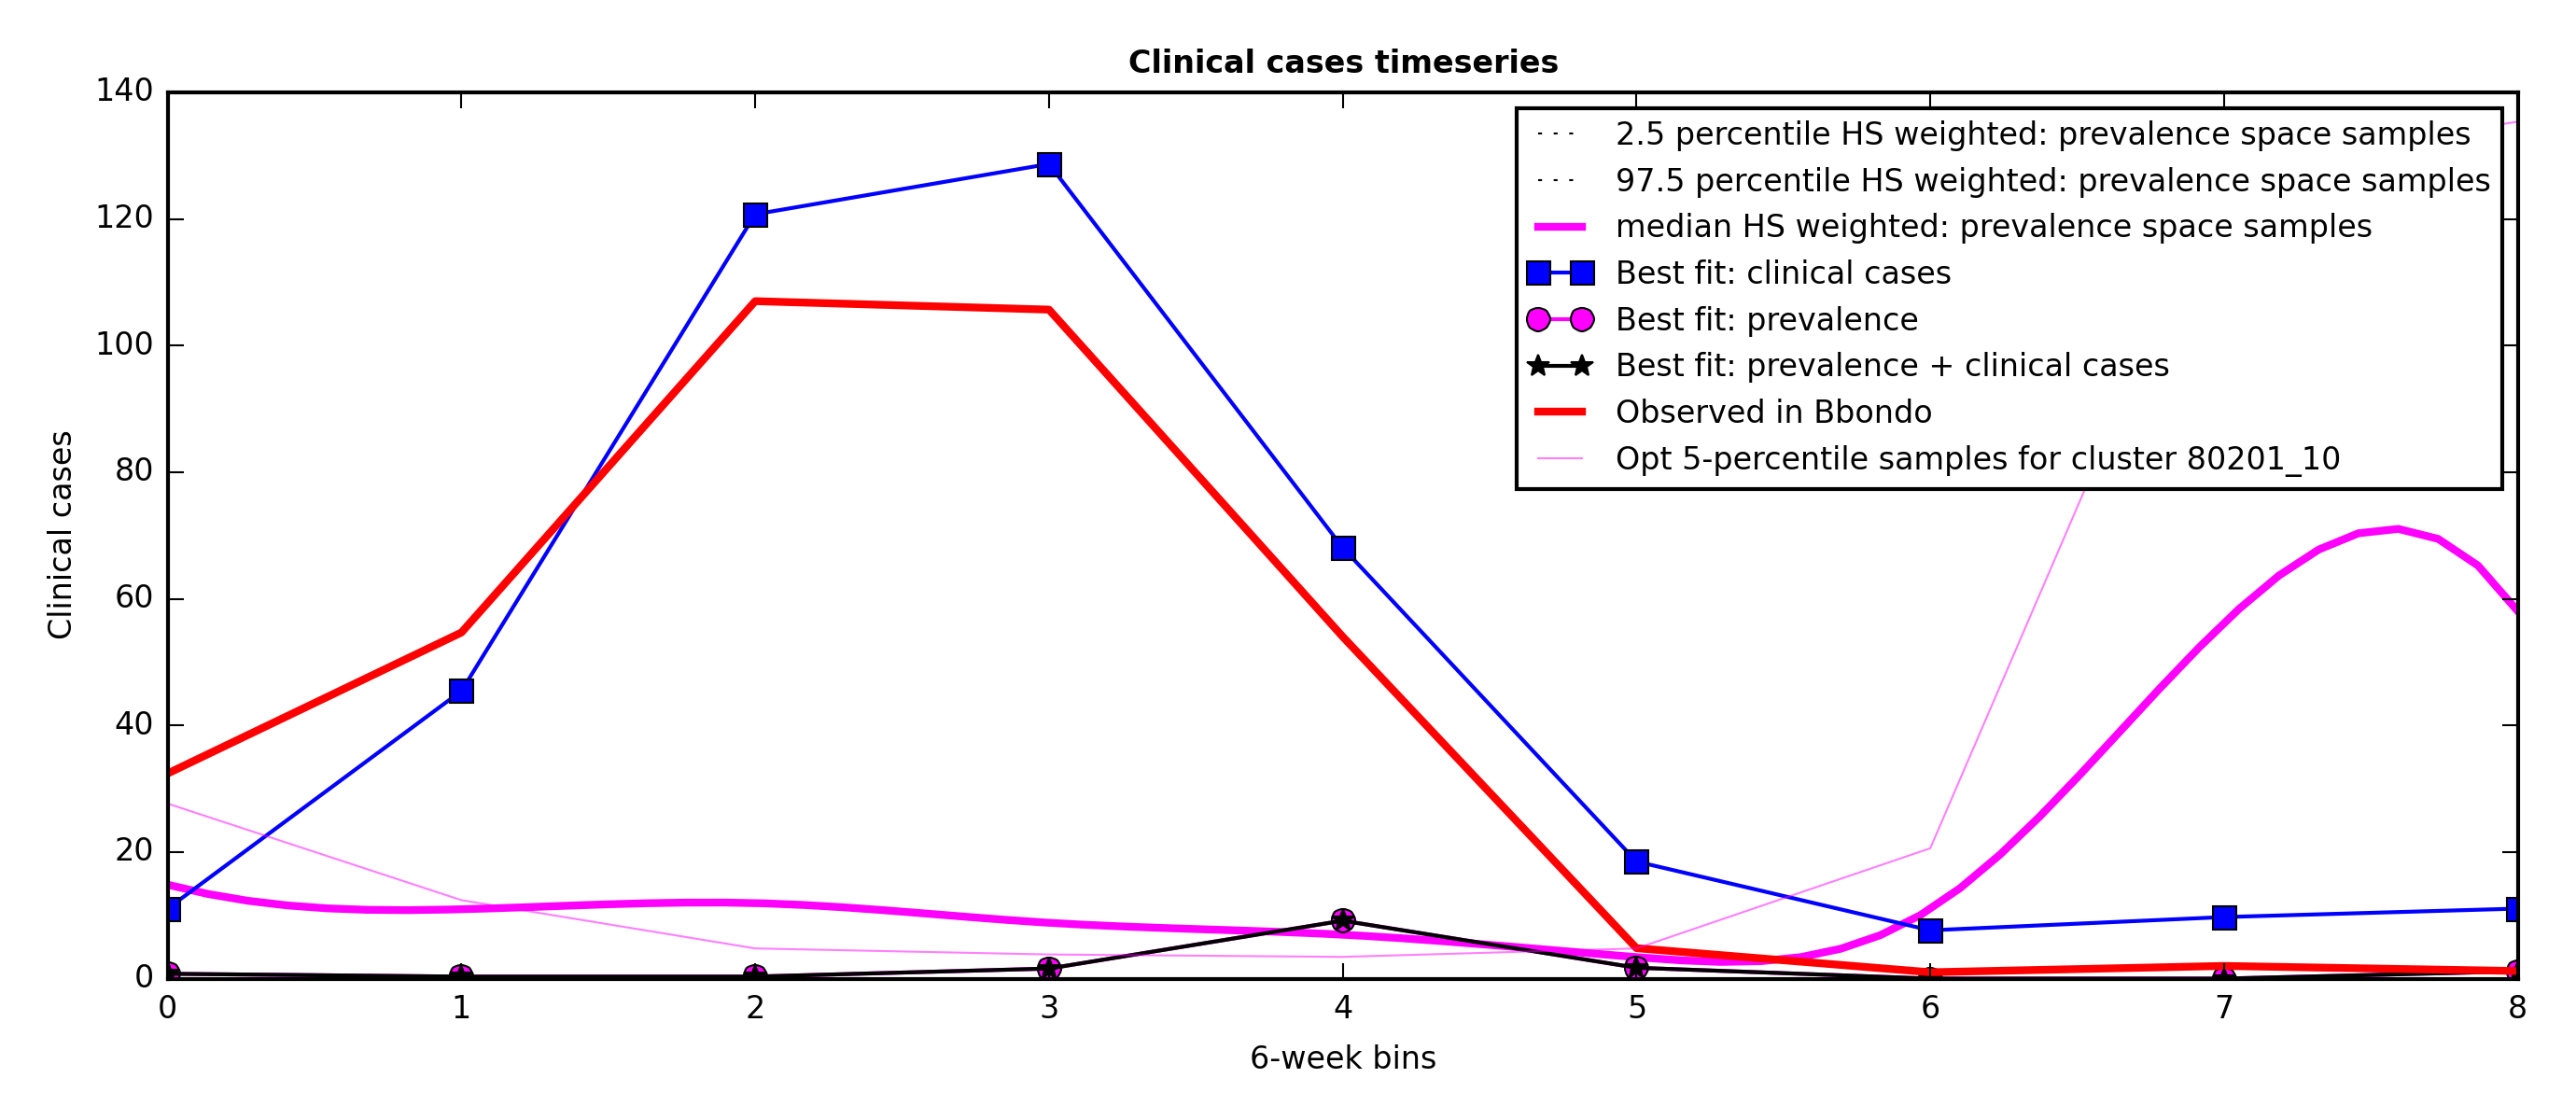 Clinical cases timeseries
140
120
100
80
60
40
20
0
Clinical cases
2.5 percentile HS weighted: prevalence space samples
97.5 percentile HS weighted: prevalence space samples
median HS weighted: prevalence space samples
Best fit: clinical cases
Best fit: prevalence
Best fit: prevalence + clinical cases
Observed in Bbondo
Opt 5-percentile samples for cluster 80201_10
0 1 2 3 4 5 6 7 8
6-week bins